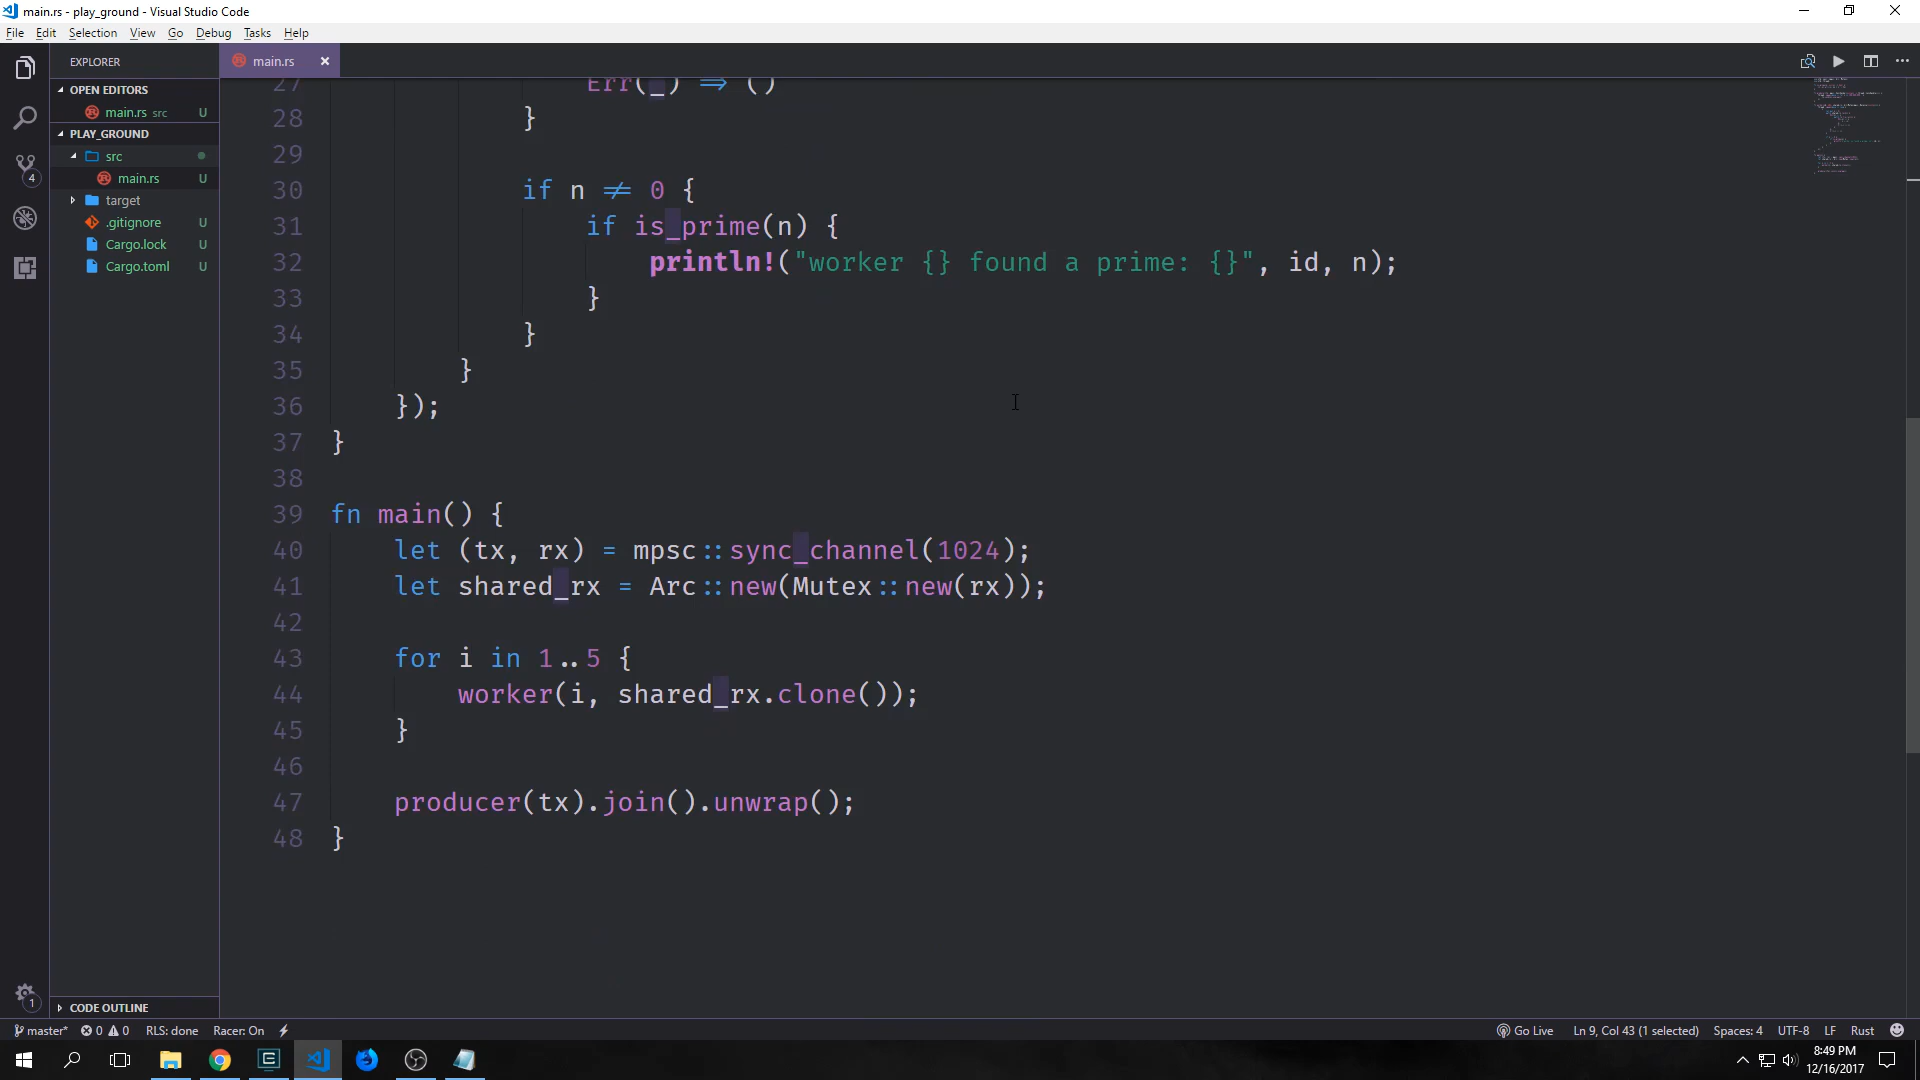 main.rs - play_ground - Visual Studio Code
File Edit Selection View Go Debug Tasks Help
EXPLORER
main.rs
OPEN EDITORS
main.rs src U
PLAY_GROUND
src
main.rs U
target
.gitignore U
Cargo.lock U
Cargo.toml U
4
27 Err(_) => ()
28 }
29
30 if n != 0 {
31 if is_prime(n) {
32 println!("worker {} found a prime: {}", id, n);
33 }
34 }
35 }
36 });
37 }
38
39 fn main() {
40 let (tx, rx) = mpsc::sync_channel(1024);
41 let shared_rx = Arc::new(Mutex::new(rx));
42
43 for i in 1..5 {
44 worker(i, shared_rx.clone());
45 }
46
47 producer(tx).join().unwrap();
48 }
1
CODE OUTLINE
master* 0 0 RLS: done Racer: On Go Live Ln 9, Col 43 (1 selected) Spaces: 4 UTF-8 LF Rust
8:49 PM
12/16/2017